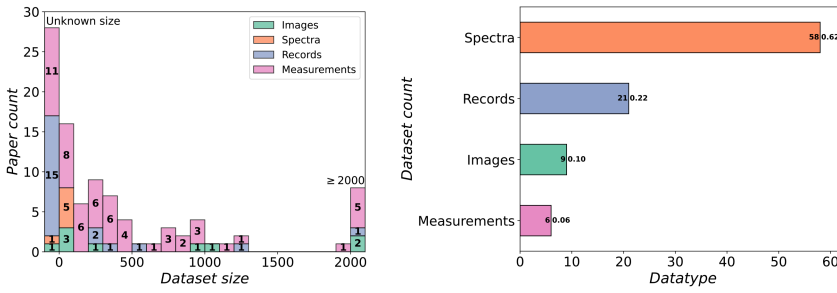 30
25
20
15
10
5
0
Paper count
Unknown size
11
15
1
1
8
5
3
6
6
2
1
6
1
4
1
1
3
2
3
1
1
1
1
1
1
≥ 2000
5
1
2
Images
Spectra
Records
Measurements
0 500 1000 1500 2000
Dataset size
Dataset count
Spectra 58 0.62
Records 21 0.22
Images 9 0.10
Measurements 6 0.06
0 10 20 30 40 50 60
Datatype